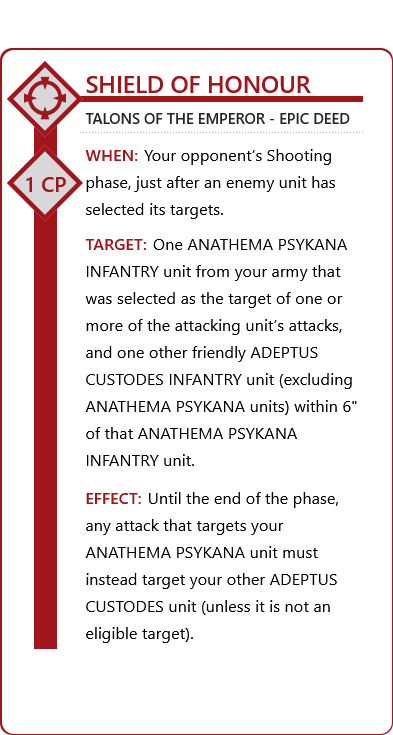 SHIELD OF HONOUR
TALONS OF THE EMPEROR - EPIC DEED
WHEN: Your opponent’s Shooting
phase, just after an enemy unit has
selected its targets.
1 CP
TARGET: One ANATHEMA PSYKANA
INFANTRY unit from your army that
was selected as the target of one or
more of the attacking unit’s attacks,
and one other friendly ADEPTUS
CUSTODES INFANTRY unit (excluding
ANATHEMA PSYKANA units) within 6"
of that ANATHEMA PSYKANA
INFANTRY unit.
EFFECT: Until the end of the phase,
any attack that targets your
ANATHEMA PSYKANA unit must
instead target your other ADEPTUS
CUSTODES unit (unless it is not an
eligible target).